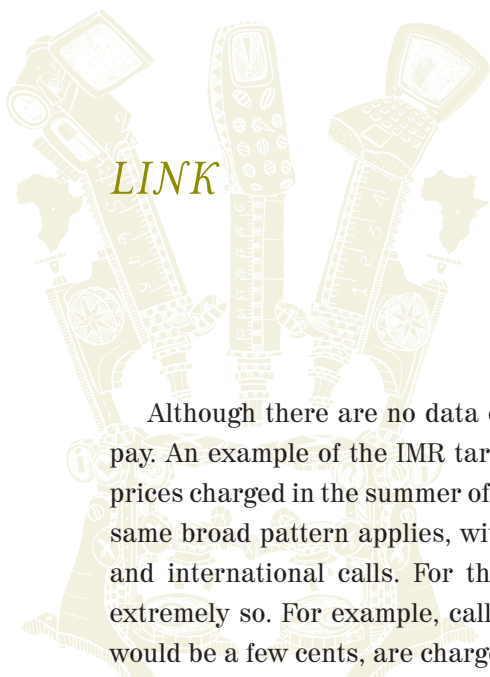 LINK
Although there are no data
pay. An example of the IMR tar
prices charged in the summer of
same broad pattern applies, wi
and international calls. For th
extremely so. For example, call
would be a few cents, are charge